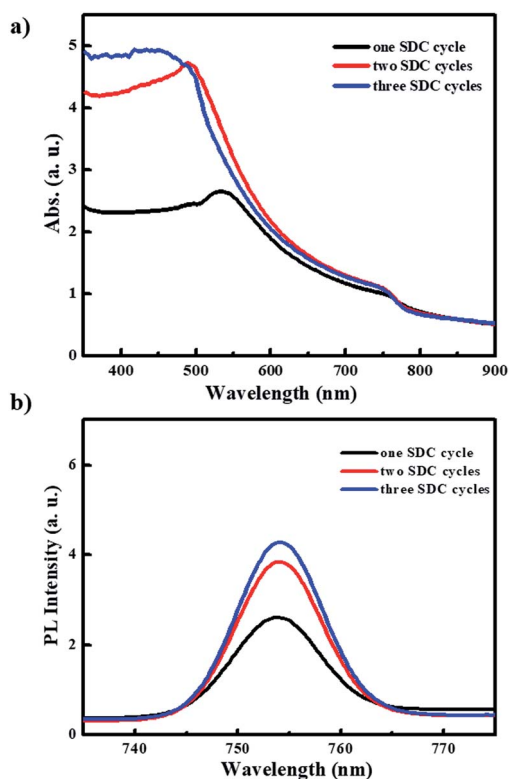 a)
one SDC cycle
two SDC cycles
three SDC cycles
5
4
3
2
1
0
Abs. (a. u.)
400 500 600 700 800 900
Wavelength (nm)
b)
one SDC cycle
two SDC cycles
three SDC cycles
6
4
2
0
PL Intensity (a. u.)
740 750 760 770
Wavelength (nm)